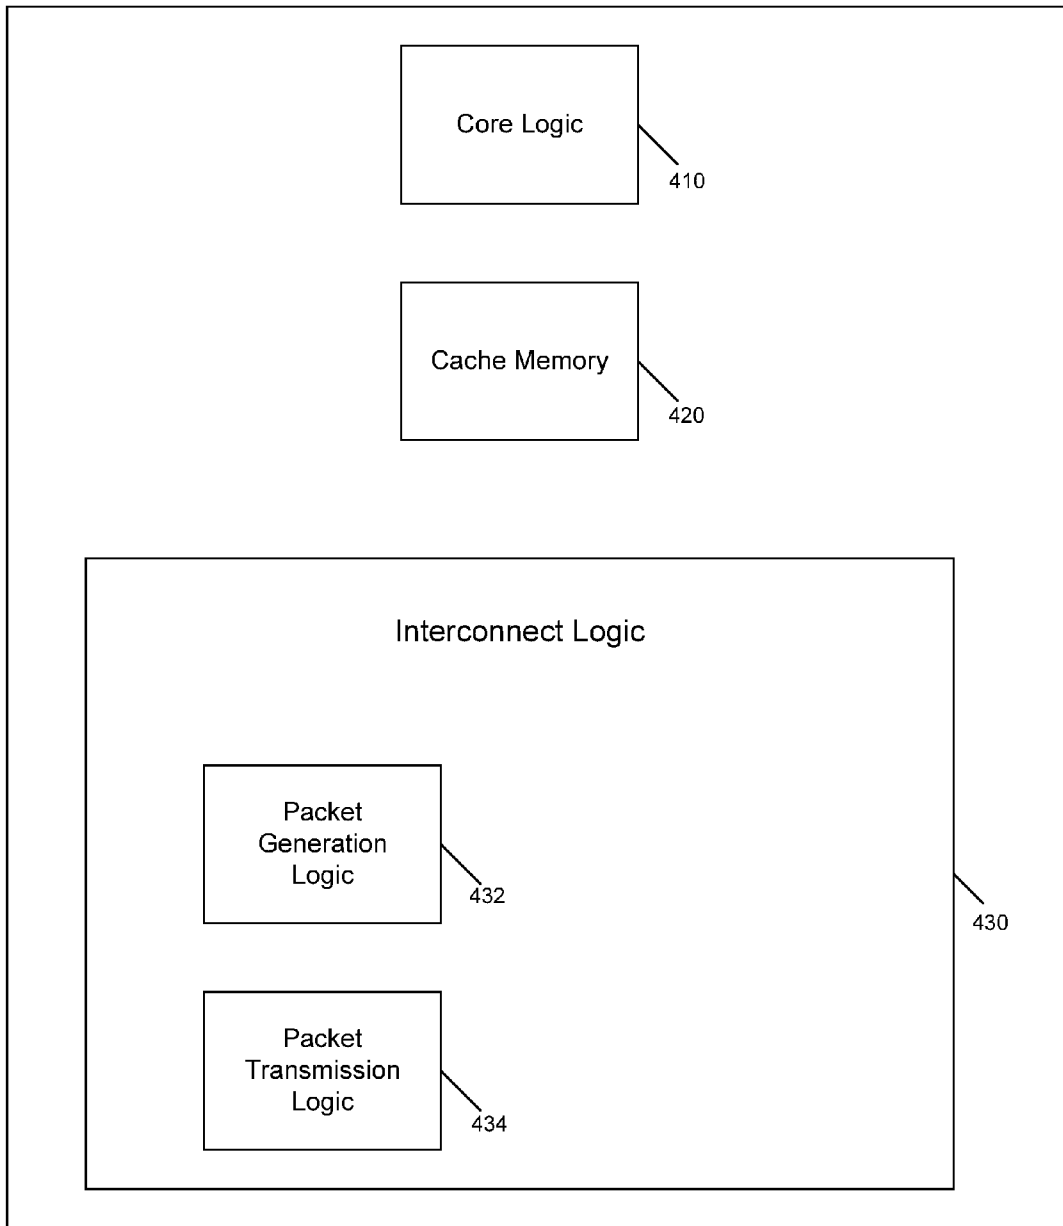 Core Logic
410
Cache Memory
420
Interconnect Logic
Packet
Generation
Logic
432
430
Packet
Transmission
Logic
434